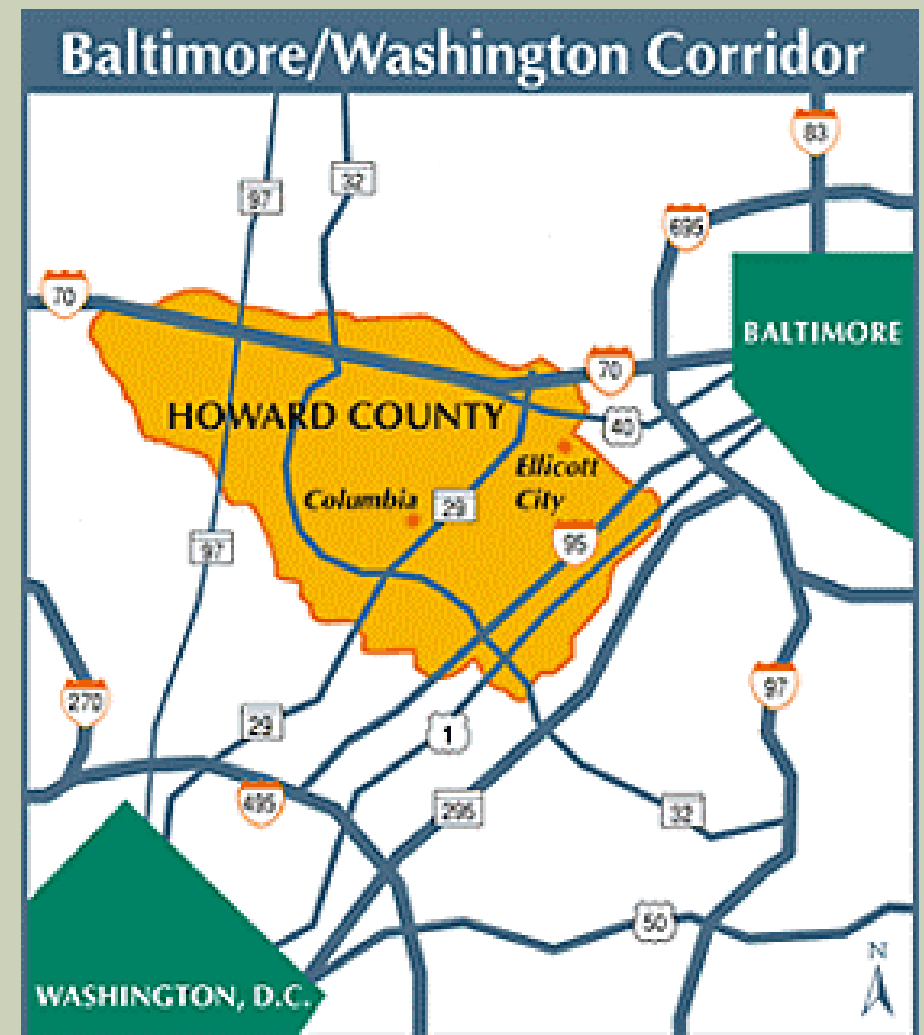 Baltimore/Washington Corridor
83
97
32
695
70
BALTIMORE
70
HOWARD COUNTY
40
Ellicott
City
Columbia
29
95
97
270
97
29
1
495
295
32
50
N
WASHINGTON, D.C.